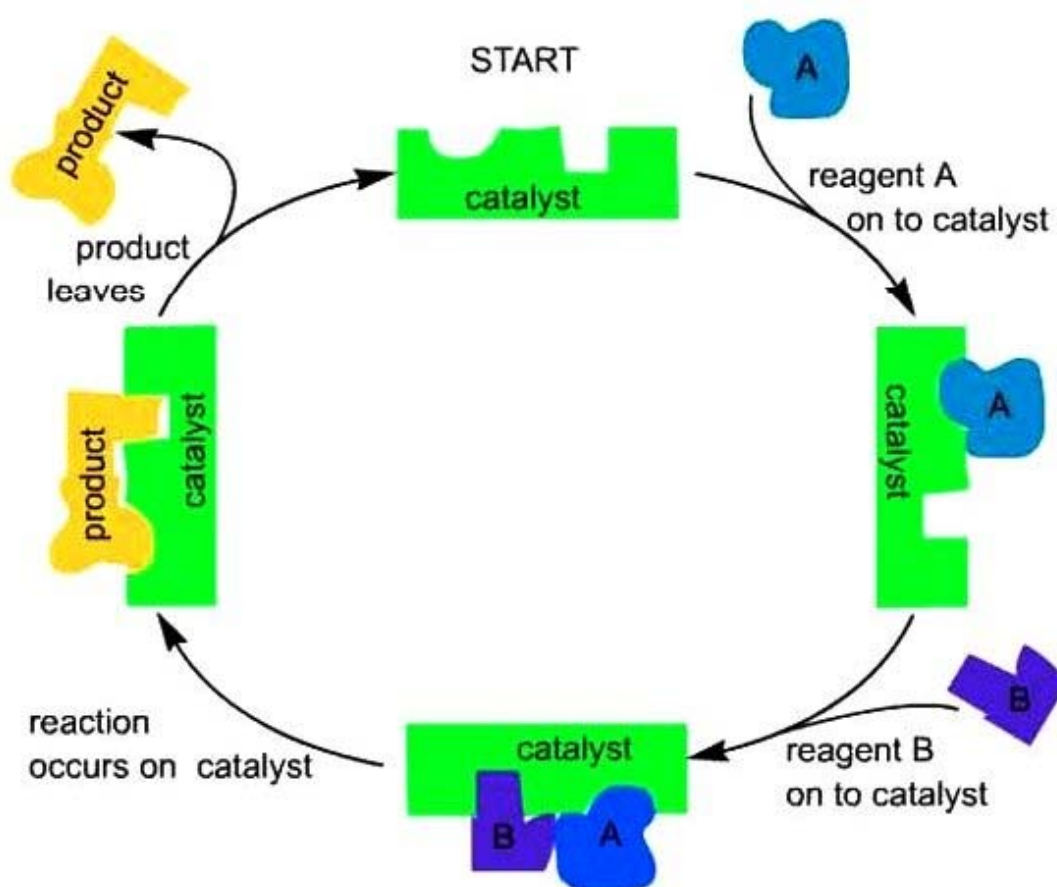 START
A
product
reagent A
on to catalyst
catalyst
product
leaves
catalyst
A
catalyst
product
B
reaction
occurs on catalyst
catalyst
reagent B
on to catalyst
B
A